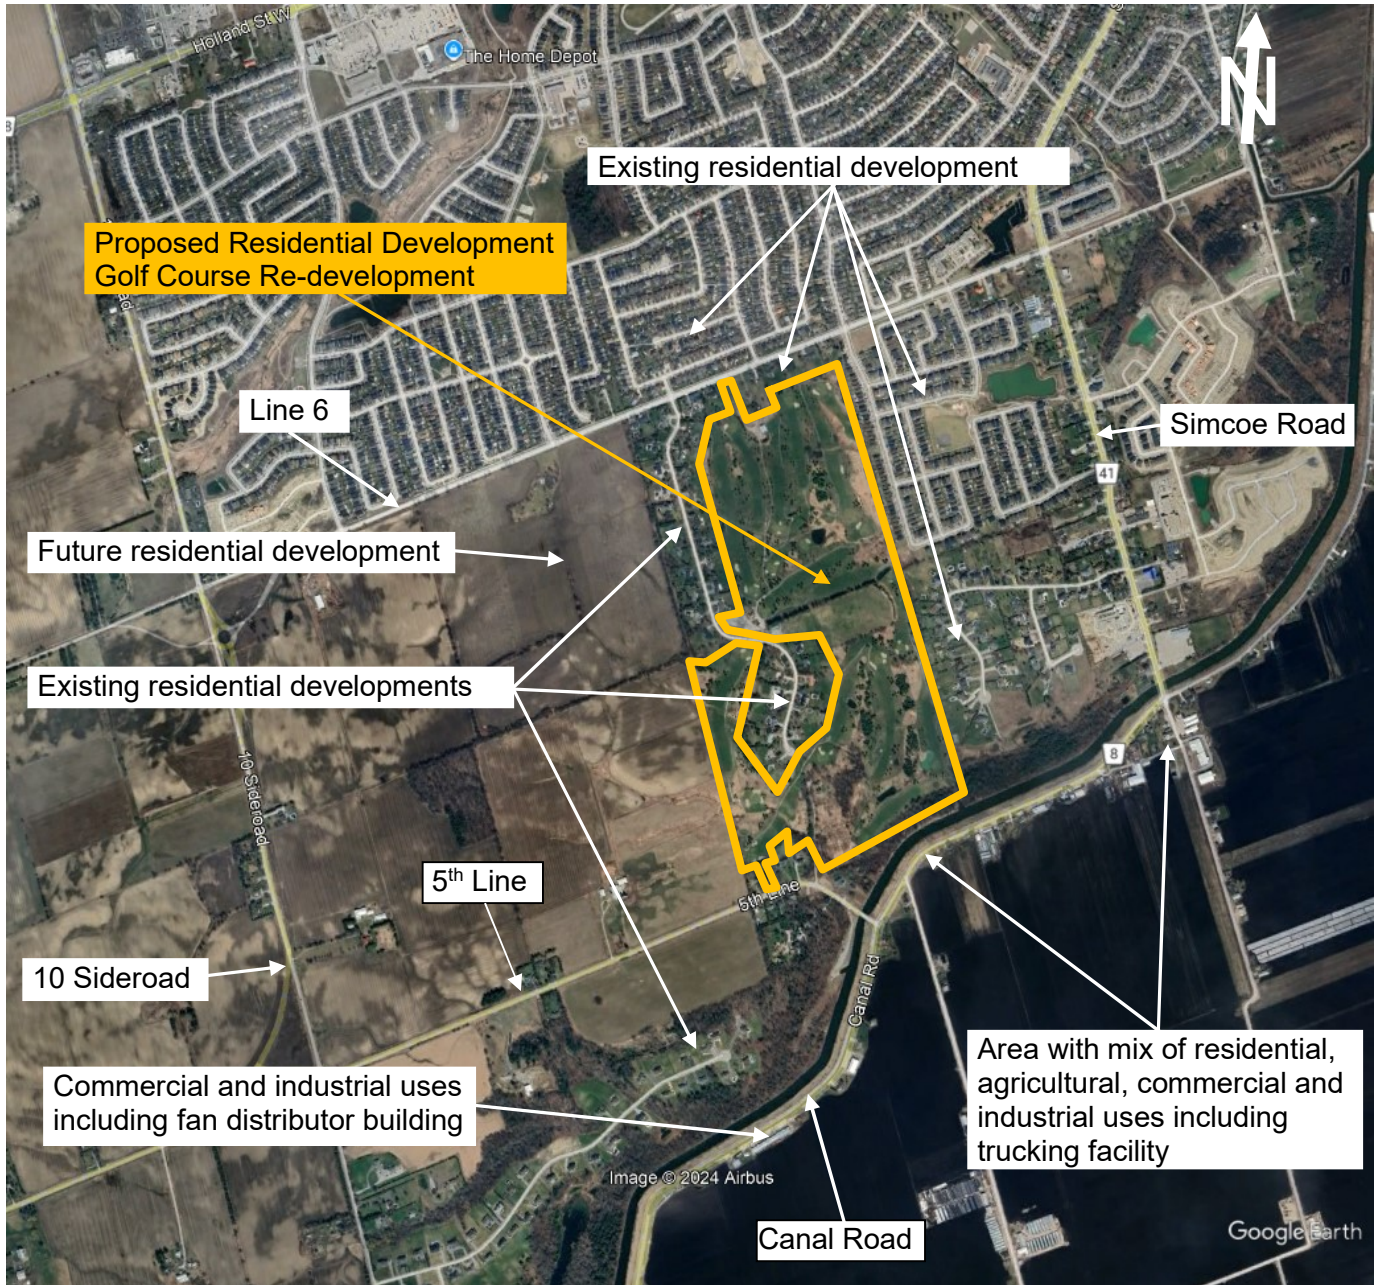 Holland St W
The Home Depot
N
8
Existing residential development
Proposed Residential Development
Golf Course Re-development
Line 6
Simcoe Road
41
Future residential development
Existing residential developments
8
10 Sideroad
5th Line
5th Line
10 Sideroad
Canal Rd
Area with mix of residential,
agricultural, commercial and
industrial uses including
trucking facility
Commercial and industrial uses
including fan distributor building
Image © 2024 Airbus
Canal Road
Google Earth